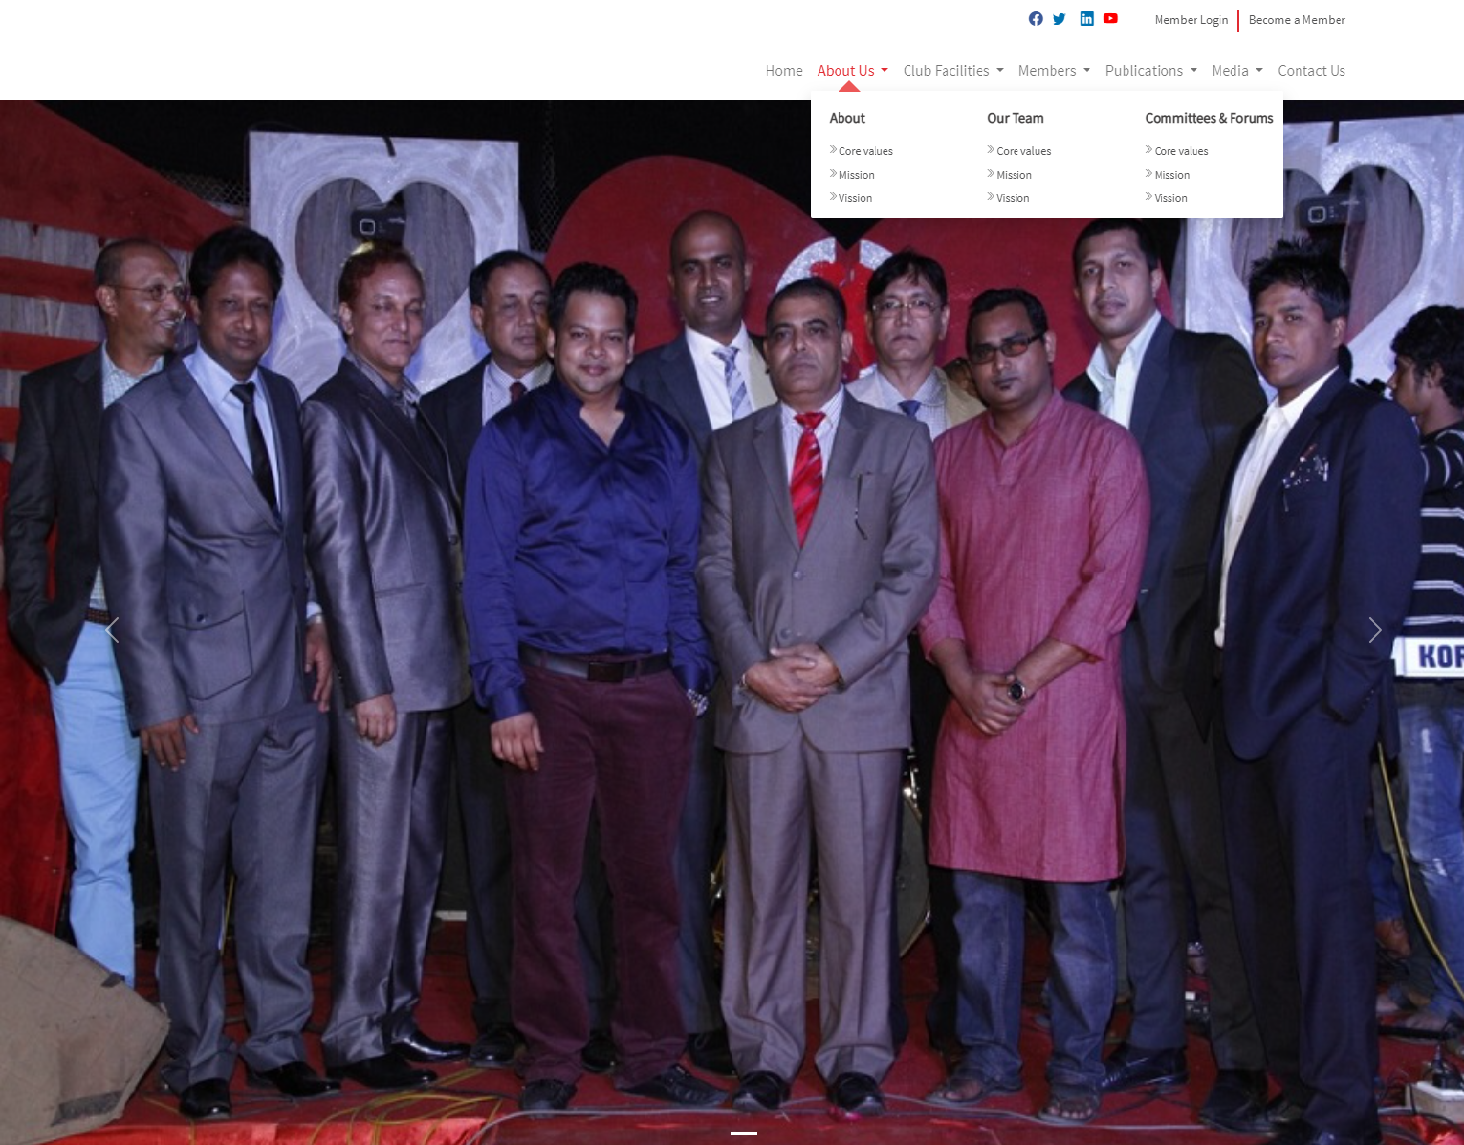 Member Login
Become a Member
Home About Us Club Facilities Members Publications Media Contact Us
About Our Team Committees & Forums
Core values Core values Core values
Mission Mission Mission
Vission Vission Vission
KOR